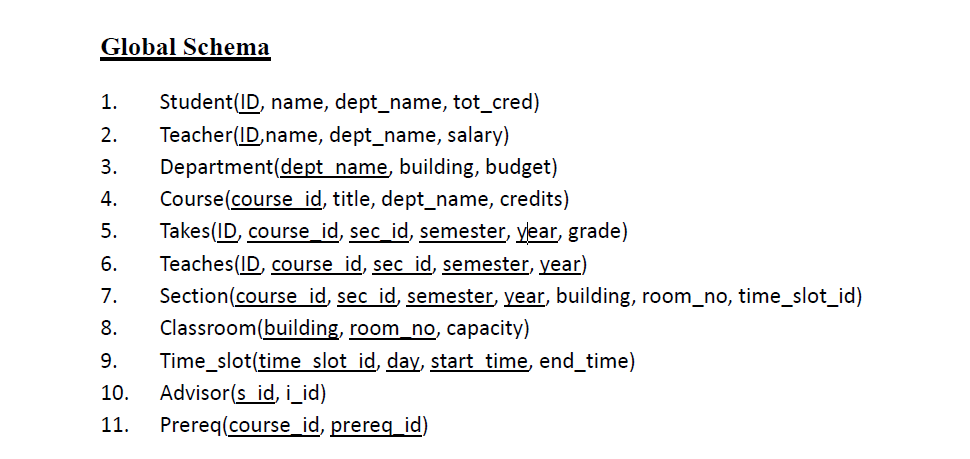 Global Schema
1. Student(ID, name, dept_name, tot_cred)
2. Teacher(ID,name, dept_name, salary)
3. Department(dept_name, building, budget)
4. Course(course_id, title, dept_name, credits)
5. Takes(ID, course_id, sec_id, semester, year, grade)
6. Teaches(ID, course_id, sec_id, semester, year)
7. Section(course_id, sec_id, semester, year, building, room_no, time_slot_id)
8. Classroom(building, room_no, capacity)
9. Time_slot(time_slot_id, day, start_time, end_time)
10. Advisor(s_id, i_id)
11. Prereq(course_id, prereq_id)